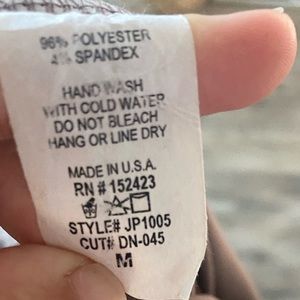 96% POLYESTER
4% SPANDEX
HAND WASH
WITH COLD WATER
DO NOT BLEACH
HANG OR LINE DRY
MADE IN U.S.A.
RN # 152423
STYLE# JP1005
CUT# DN-045
M